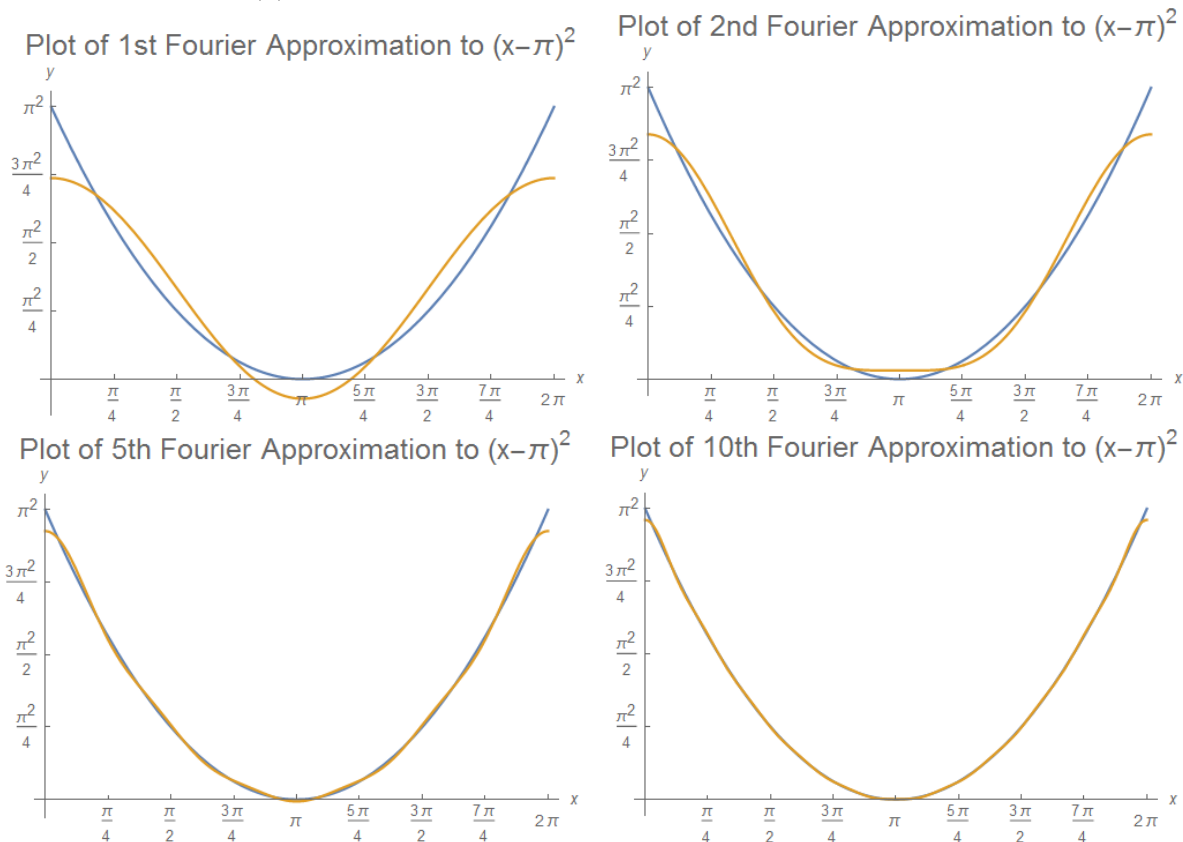 Plot of 1st Fourier Approximation to (x−π)²
y
π²
3π²/4
π²/2
π²/4
π/4 π/2 3π/4 π 5π/4 3π/2 7π/4 2π x
Plot of 2nd Fourier Approximation to (x−π)²
y
π²
3π²/4
π²/2
π²/4
π/4 π/2 3π/4 π 5π/4 3π/2 7π/4 2π x
Plot of 5th Fourier Approximation to (x−π)²
y
π²
3π²/4
π²/2
π²/4
π/4 π/2 3π/4 π 5π/4 3π/2 7π/4 2π x
Plot of 10th Fourier Approximation to (x−π)²
y
π²
3π²/4
π²/2
π²/4
π/4 π/2 3π/4 π 5π/4 3π/2 7π/4 2π x